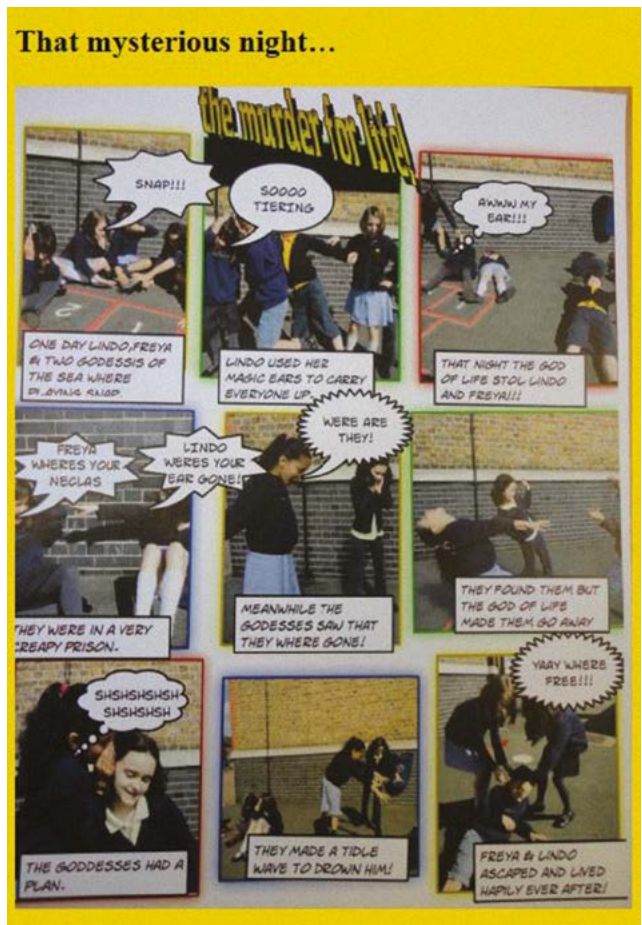 That mysterious night…
the murder for life!
SNAP!!!
ONE DAY LINDO,FREYA
& TWO GODESSIS OF
THE SEA WHERE
PLAYING SNAP
SOOOO
TIERING
LINDO USED HER
MAGIC EARS TO CARRY
EVERYONE UP
AWWW MY
EAR!!!
THAT NIGHT THE GOD
OF LIFE STOL LINDO
AND FREYA!!!
FREYA
WHERES YOUR
NECLAS
LINDO
WERES YOUR
EAR GONE!
THEY WERE IN A VERY
CREAPY PRISON.
WERE ARE
THEY!
MEANWHILE THE
GODESSES SAW THAT
THEY WHERE GONE!
THEY FOUND THEM BUT
THE GOD OF LIFE
MADE THEM GO AWAY
SHSHSHSHSH
SHSHSHSH
THE GODDESSES HAD A
PLAN.
THEY MADE A TIDLE
WAVE TO DROWN HIM!
YAAY WHERE
FREE!!!
FREYA & LINDO
ASCAPED AND LIVED
HAPILY EVER AFTER!